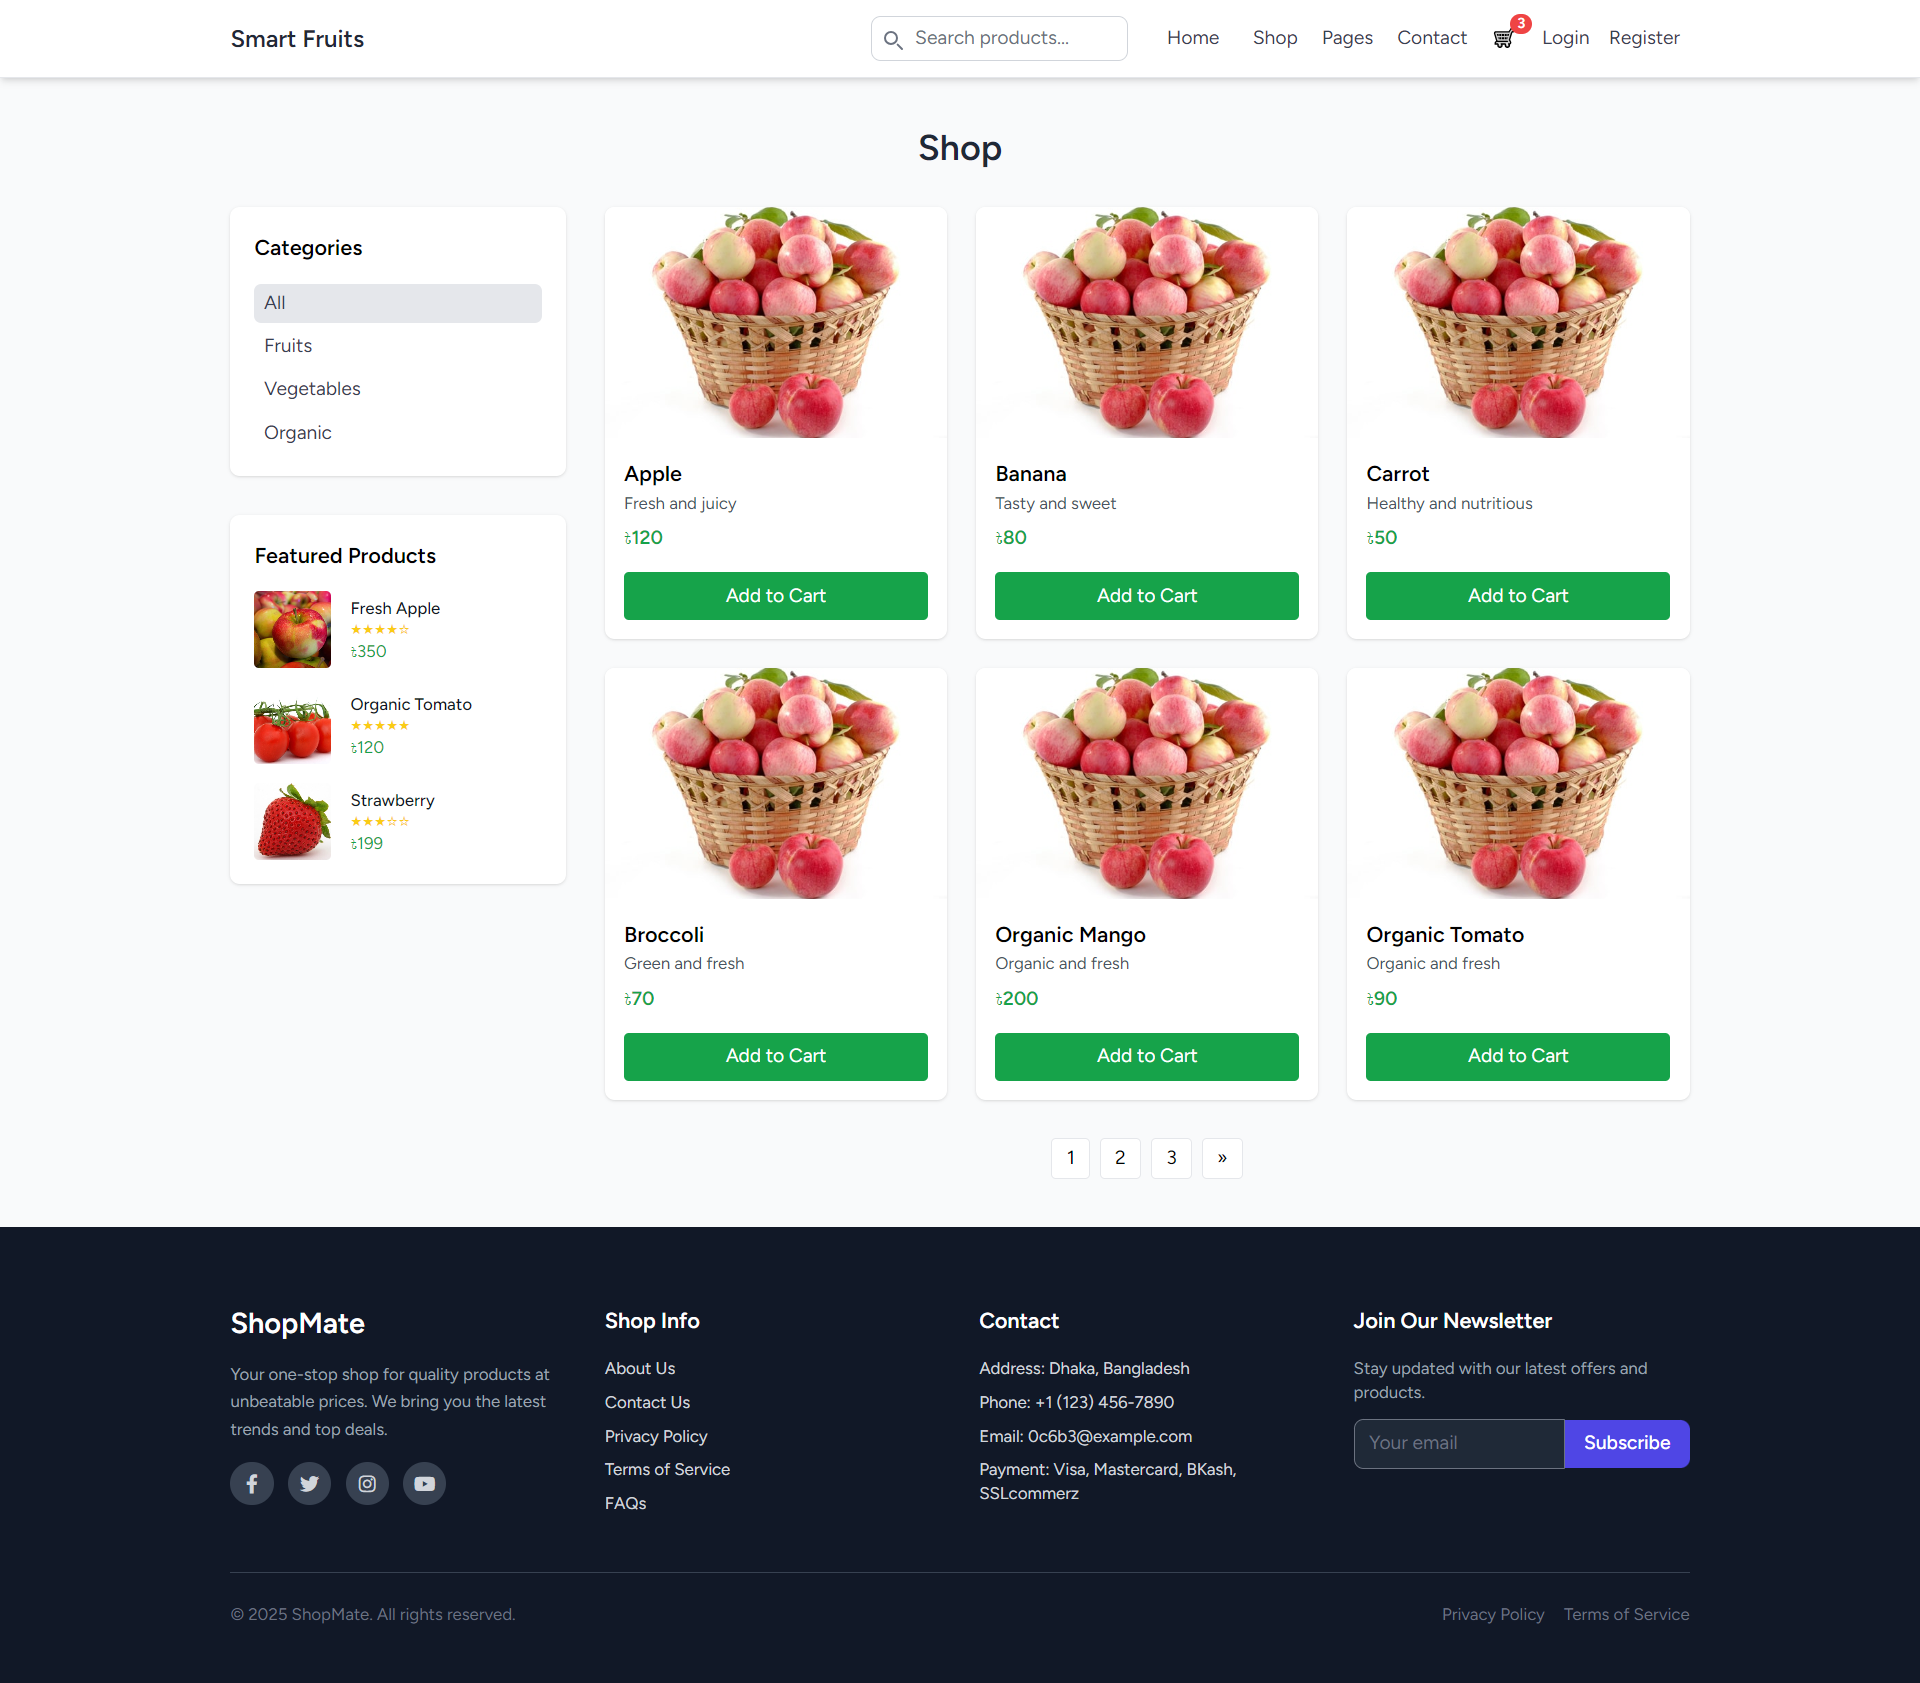 Smart Fruits
Search products...
Home
Shop
Pages
Contact
3
Login
Register
Shop
Categories
All
Fruits
Vegetables
Organic
Featured Products
Fresh Apple
★★★★☆
৳350
Organic Tomato
★★★★★
৳120
Strawberry
★★★☆☆
৳199
Apple
Fresh and juicy
৳120
Add to Cart
Banana
Tasty and sweet
৳80
Add to Cart
Carrot
Healthy and nutritious
৳50
Add to Cart
Broccoli
Green and fresh
৳70
Add to Cart
Organic Mango
Organic and fresh
৳200
Add to Cart
Organic Tomato
Organic and fresh
৳90
Add to Cart
1
2
3
»
ShopMate
Your one-stop shop for quality products at
unbeatable prices. We bring you the latest
trends and top deals.
Shop Info
About Us
Contact Us
Privacy Policy
Terms of Service
FAQs
Contact
Address: Dhaka, Bangladesh
Phone: +1 (123) 456-7890
Email: 0c6b3@example.com
Payment: Visa, Mastercard, BKash,
SSLcommerz
Join Our Newsletter
Stay updated with our latest offers and
products.
Your email
Subscribe
© 2025 ShopMate. All rights reserved.
Privacy Policy
Terms of Service